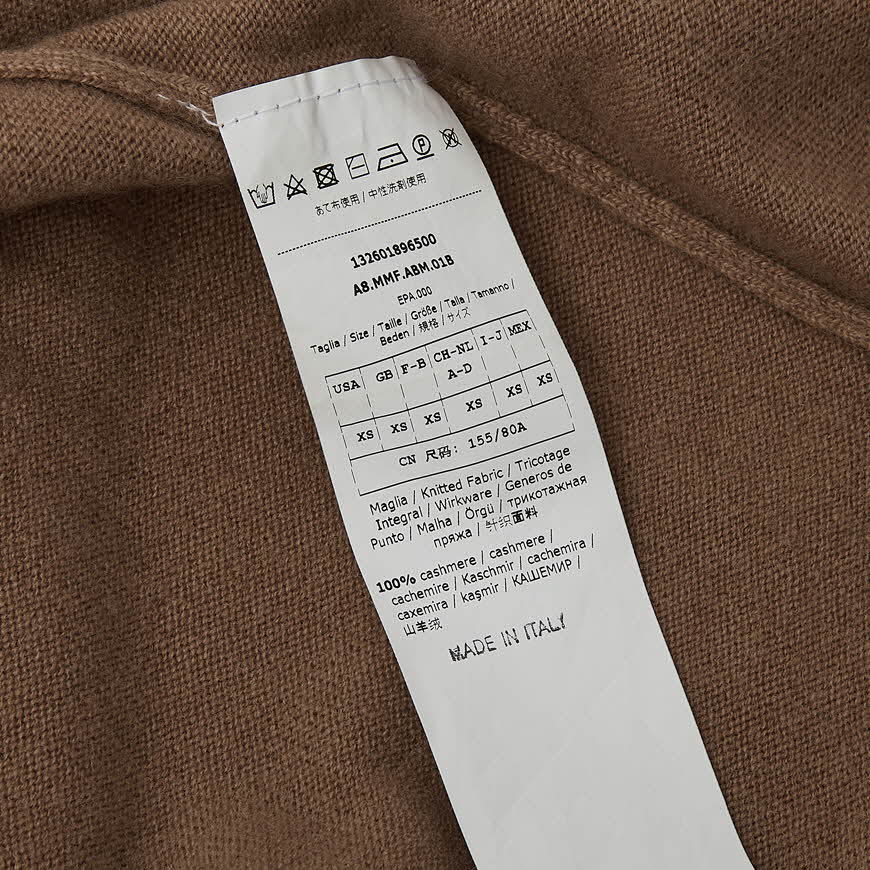 P
あて布使用 / 中性洗剤使用
132601896500
A8.MMF.ABM.01B
EPA.000
Taglia / Size / Taille / Größe / Talla / Tamanno /
Beden / 規格 / サイズ
USA GB F-B CH-NL I-J MEX
A-D
XS XS XS XS XS XS
CN 尺码: 155/80A
Maglia / Knitted Fabric / Tricotage
Integral / Wirkware / Generos de
Punto / Malha / Örgü / трикотажная
пряжа / 针织面料
100% cashmere / cashmere /
cachemire / Kaschmir / cachemira /
caxemira / kaşmir / КАШЕМИР /
山羊绒
MADE IN ITALY